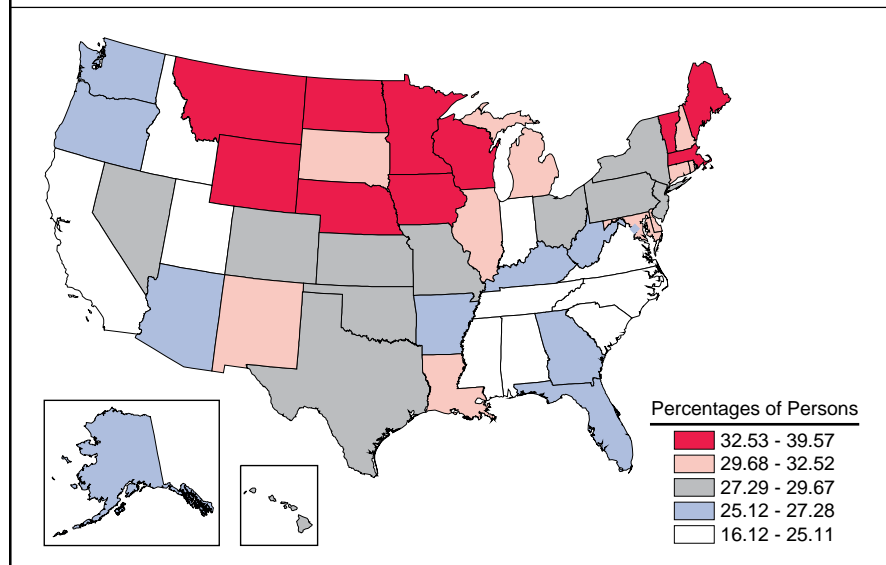 Percentages of Persons
32.53 - 39.57
29.68 - 32.52
27.29 - 29.67
25.12 - 27.28
16.12 - 25.11